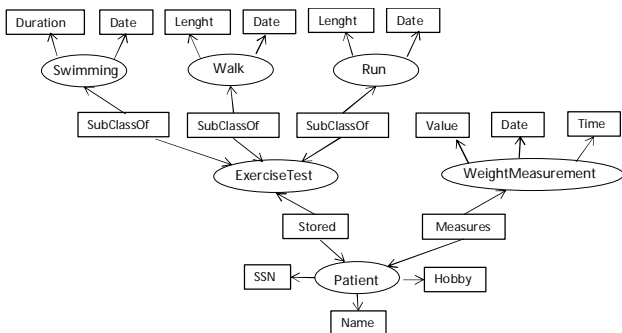 Duration
Date
Lenght
Date
Lenght
Date
Swimming
Walk
Run
SubClassOf
SubClassOf
SubClassOf
Value
Date
Time
ExerciseTest
WeightMeasurement
Stored
Measures
SSN
Patient
Hobby
Name